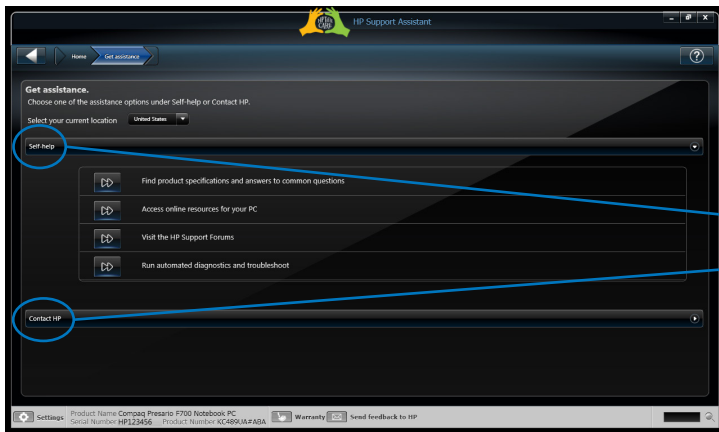 HP Total CARE
HP Support Assistant
?
Home
Get assistance
Get assistance.
Choose one of the assistance options under Self-help or Contact HP.
Select your current location United States
Self-help
Find product specifications and answers to common questions
Access online resources for your PC
Visit the HP Support Forums
Run automated diagnostics and troubleshoot
Contact HP
Settings
Product Name Compaq Presario F700 Notebook PC
Serial Number HP123456 Product Number KC489UA#ABA
Warranty
Send feedback to HP